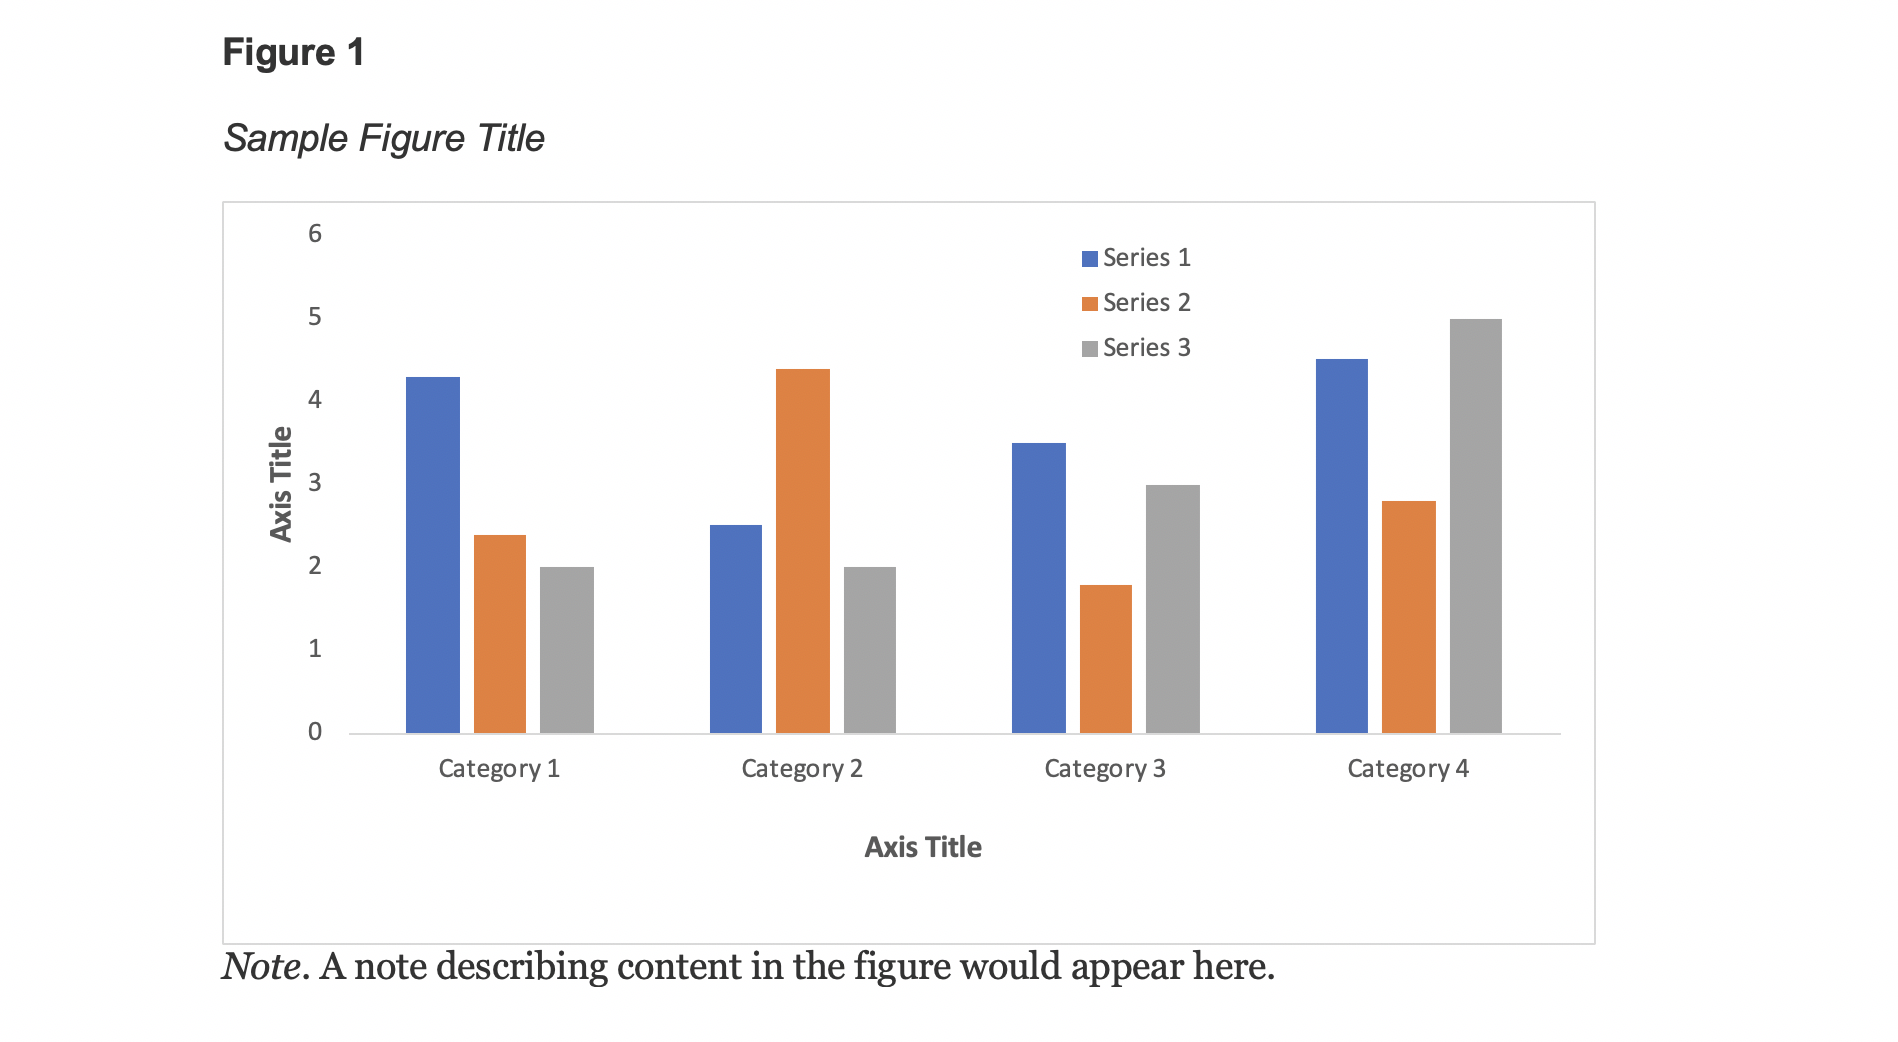 Figure 1
Sample Figure Title
6
5
4
3
2
1
0
Axis Title
Series 1
Series 2
Series 3
Category 1
Category 2
Category 3
Category 4
Axis Title
Note. A note describing content in the figure would appear here.